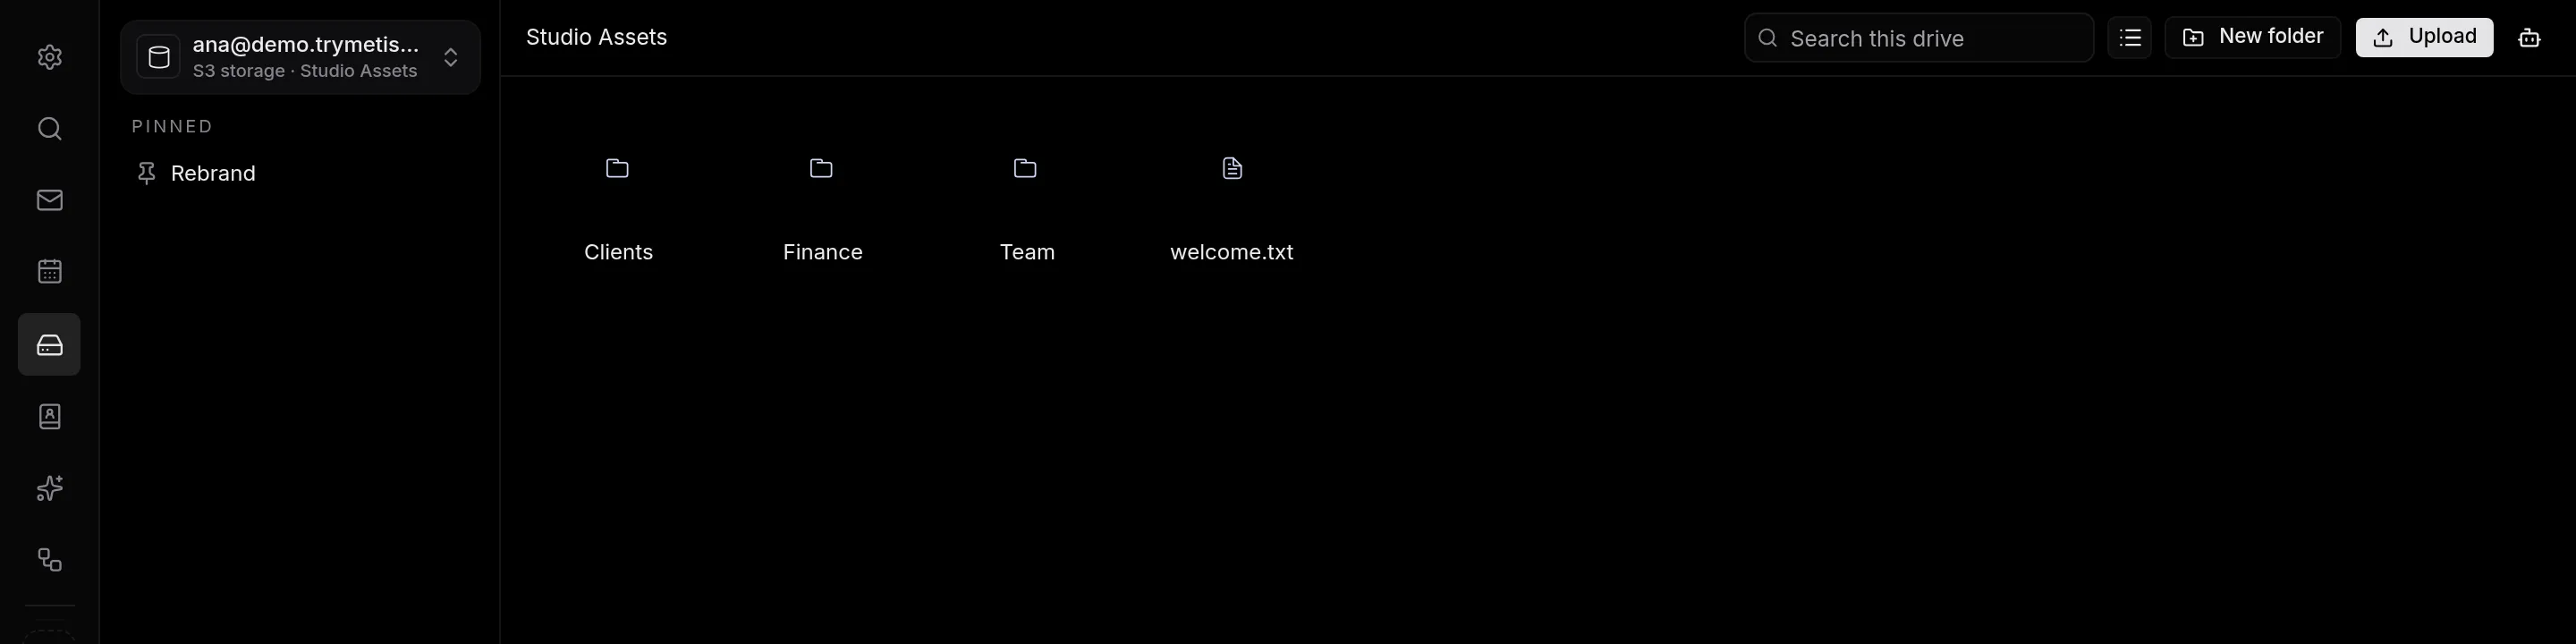 ana@demo.trymetis...
S3 storage · Studio Assets
PINNED
Rebrand
Studio Assets
Search this drive
New folder
Upload
Clients
Finance
Team
welcome.txt